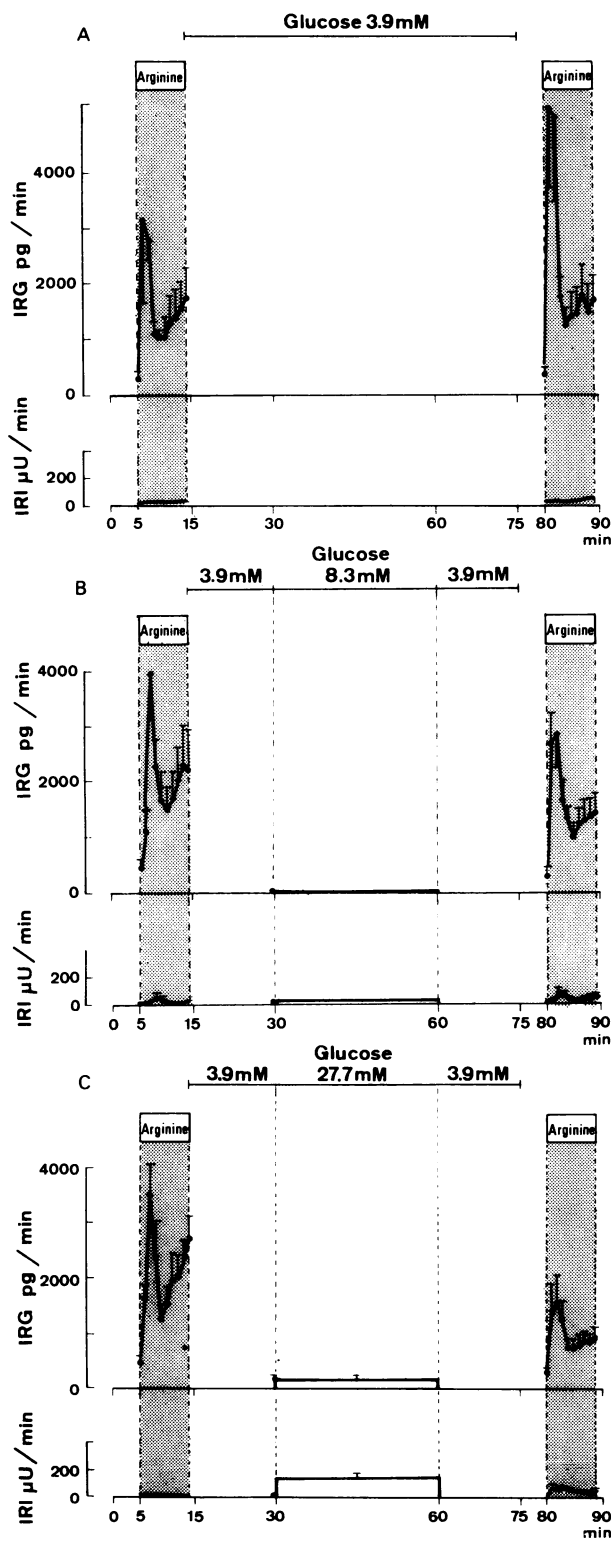 A
Glucose 3.9mM
Arginine
Arginine
IRG pg / min
4000
2000
0
IRI µU / min
200
0
0
5
15
30
60
75
80
90
min
B
Glucose
3.9mM
8.3mM
3.9mM
Arginine
Arginine
IRG pg / min
4000
2000
0
IRI µU / min
200
0
0
5
15
30
60
75
80
90
min
C
Glucose
3.9mM
27.7mM
3.9mM
Arginine
Arginine
IRG pg / min
4000
2000
0
IRI µU / min
200
0
0
5
15
30
60
75
80
90
min